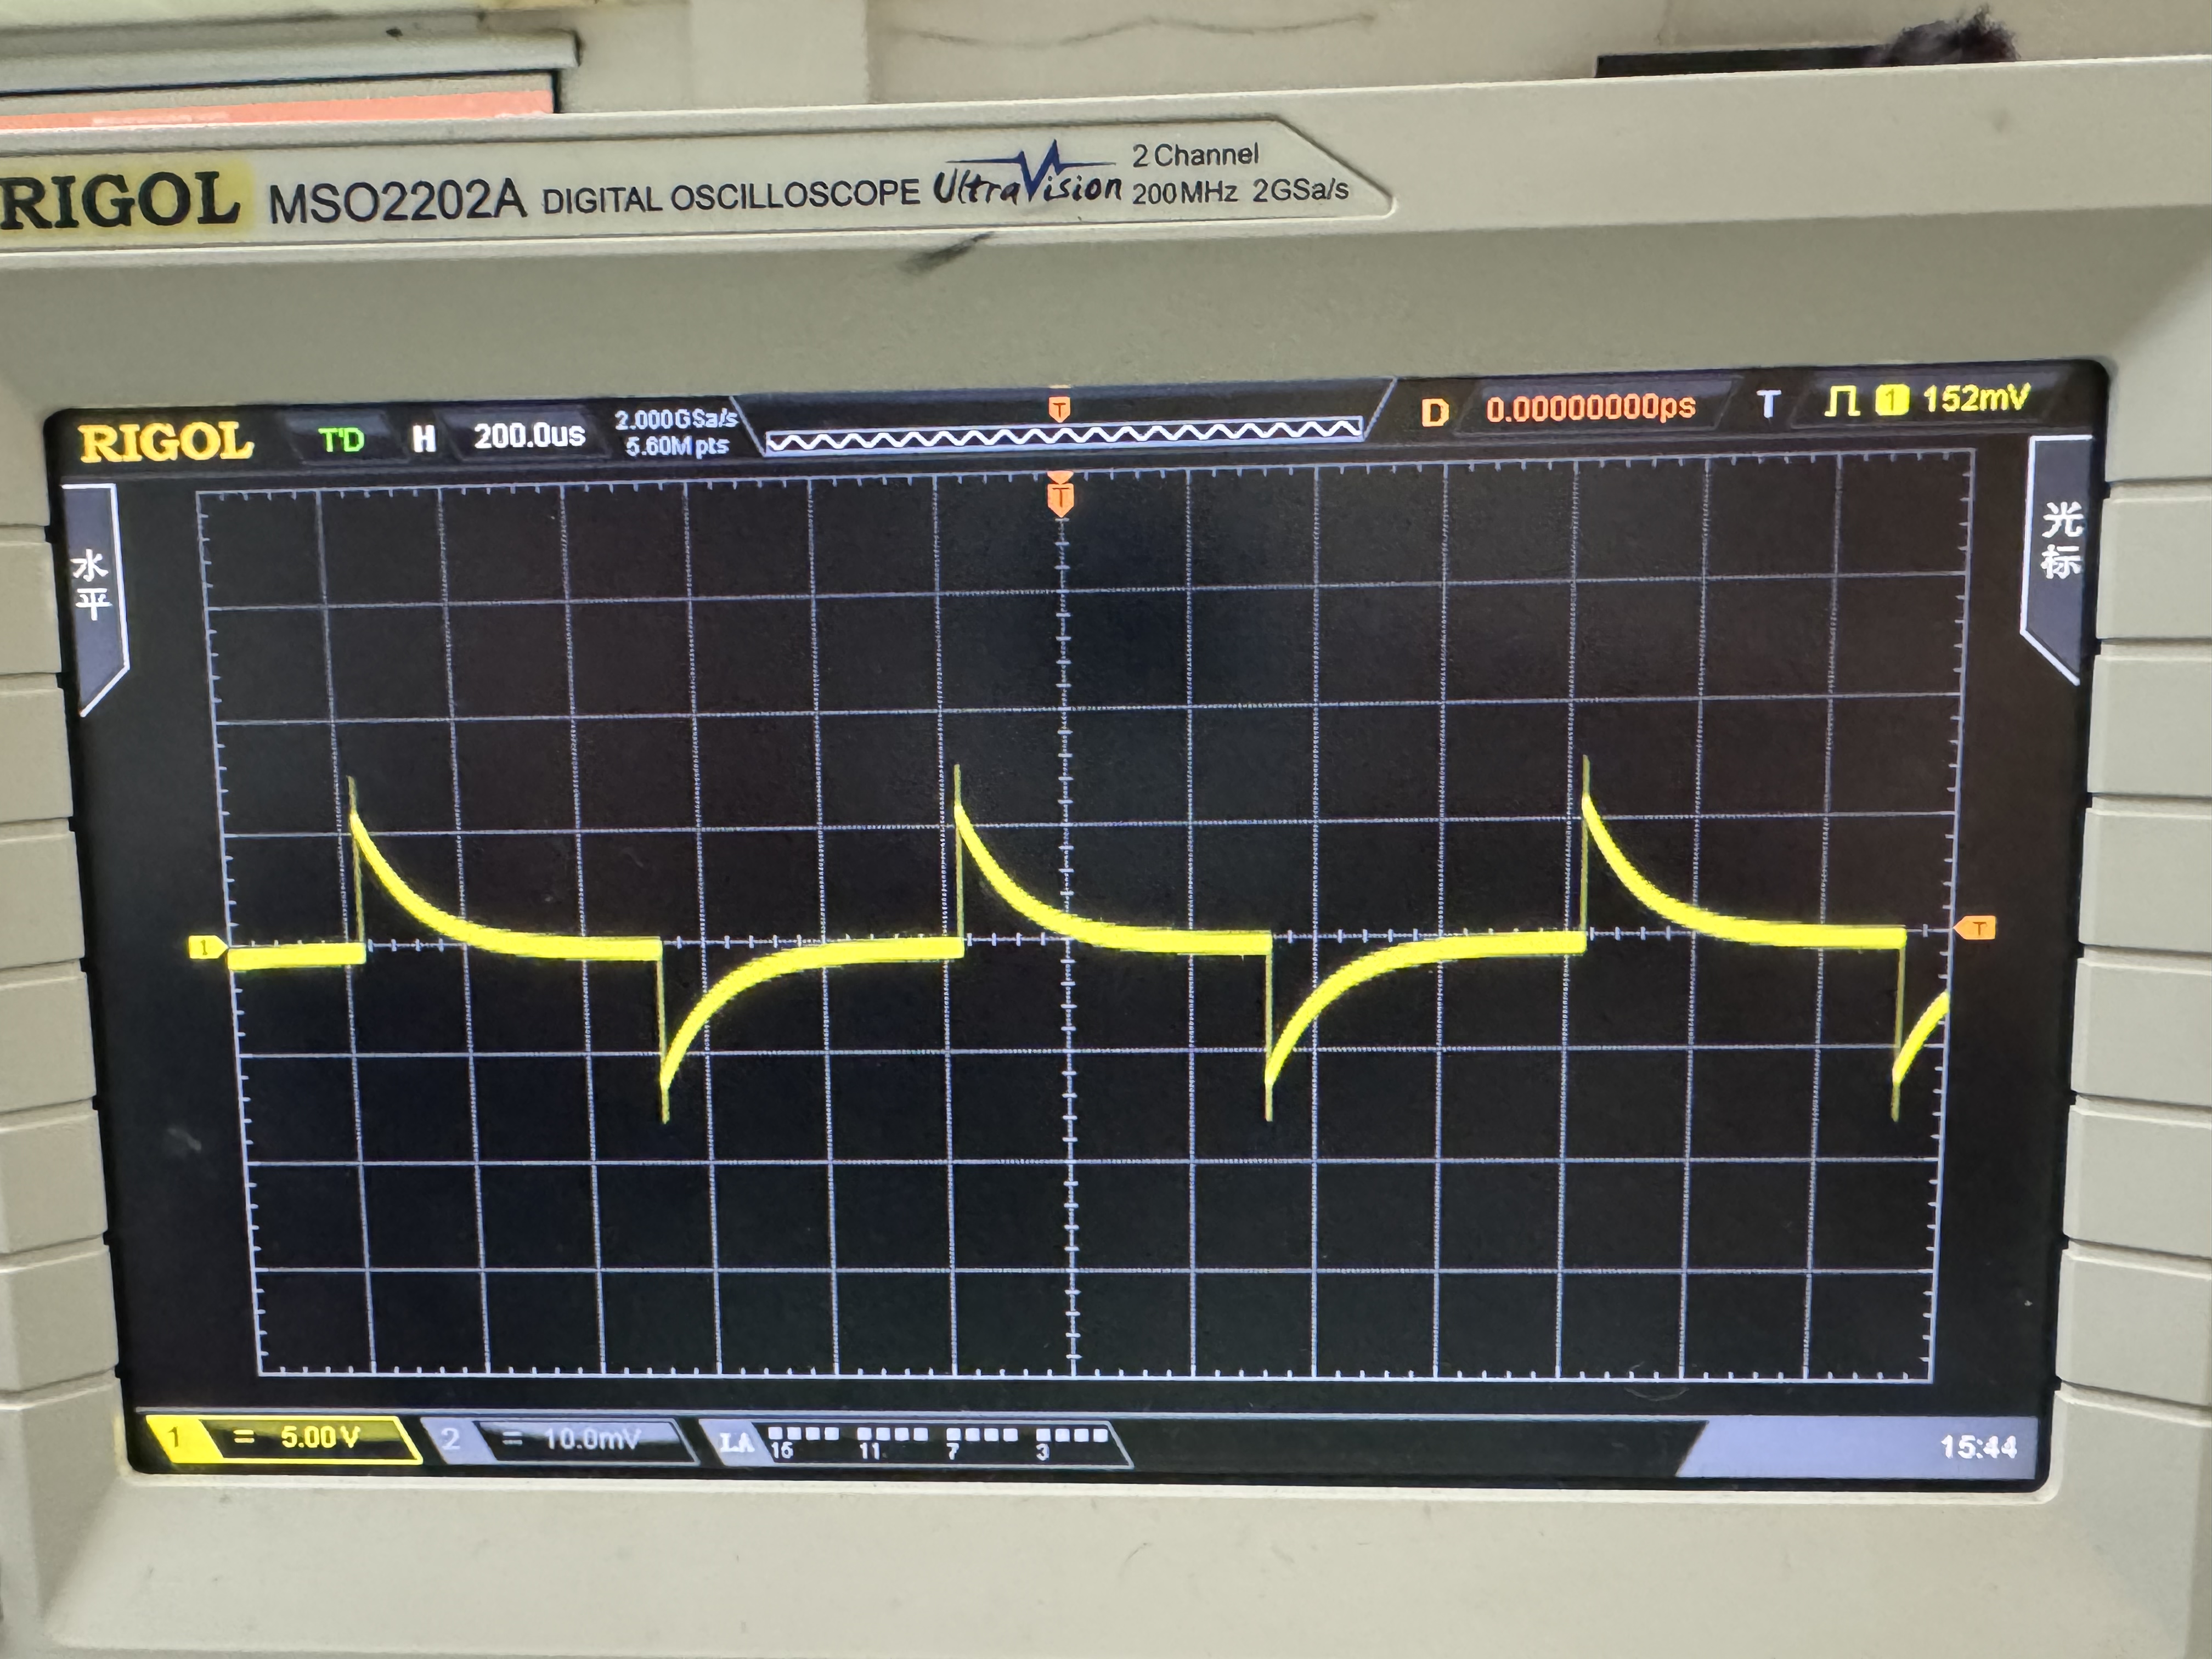 RIGOL MSO2202A DIGITAL OSCILLOSCOPE UltraVision 2 Channel
200MHz 2GSa/s
RIGOL T'D H 200.0us 2.000GSa/s
5.60M pts
T
D 0.00000000ps T 1 152mV
T
水平
光标
1
T
1 = 5.00 V 2 = 10.0mV LA 16 11 7 3 15:44